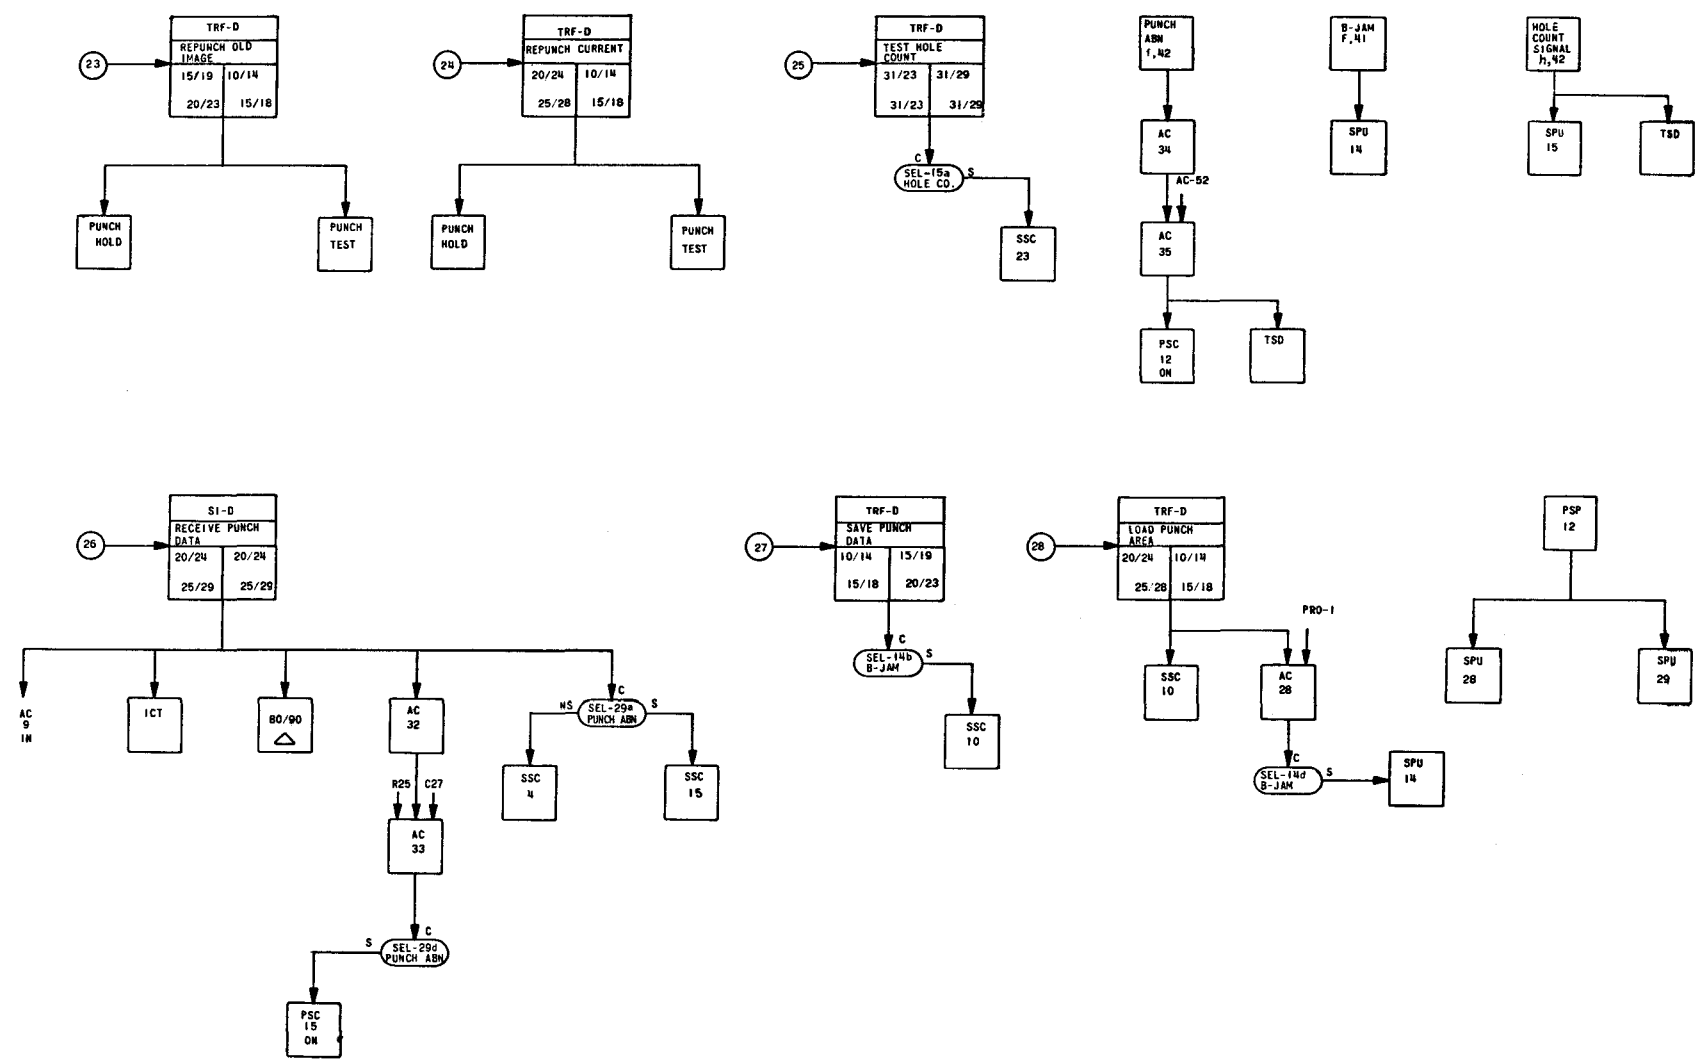 23
TRF-D
REPUNCH OLD
IMAGE
15/19 10/14
20/23 15/18
PUNCH
HOLD
PUNCH
TEST
24
TRF-D
REPUNCH CURRENT
20/24 10/14
25/28 15/18
PUNCH
HOLD
PUNCH
TEST
25
TRF-D
TEST HOLE
COUNT
31/23 31/29
31/23 31/29
C
SEL-15a
HOLE CO.
S
SSC
23
PUNCH
ABN
f,42
AC
34
AC-52
AC
35
PSC
12
ON
TSD
B-JAM
F,41
SPU
14
HOLE
COUNT
SIGNAL
h,42
SPU
15
TSD
26
SI-D
RECEIVE PUNCH
DATA
20/24 20/24
25/29 25/29
AC
9
IN
ICT
80/90
AC
32
R25
C27
AC
33
C
S
SEL-29d
PUNCH ABN
PSC
15
ON
C
NS
SEL-29a
PUNCH ABN
S
SSC
4
SSC
15
27
TRF-D
SAVE PUNCH
DATA
10/14 15/19
15/18 20/23
C
SEL-14b
B-JAM
S
SSC
10
28
TRF-D
LOAD PUNCH
AREA
20/24 10/14
25/28 15/18
PRO-1
SSC
10
AC
28
C
SEL-14d
B-JAM
S
SPU
14
PSP
12
SPU
28
SPU
29